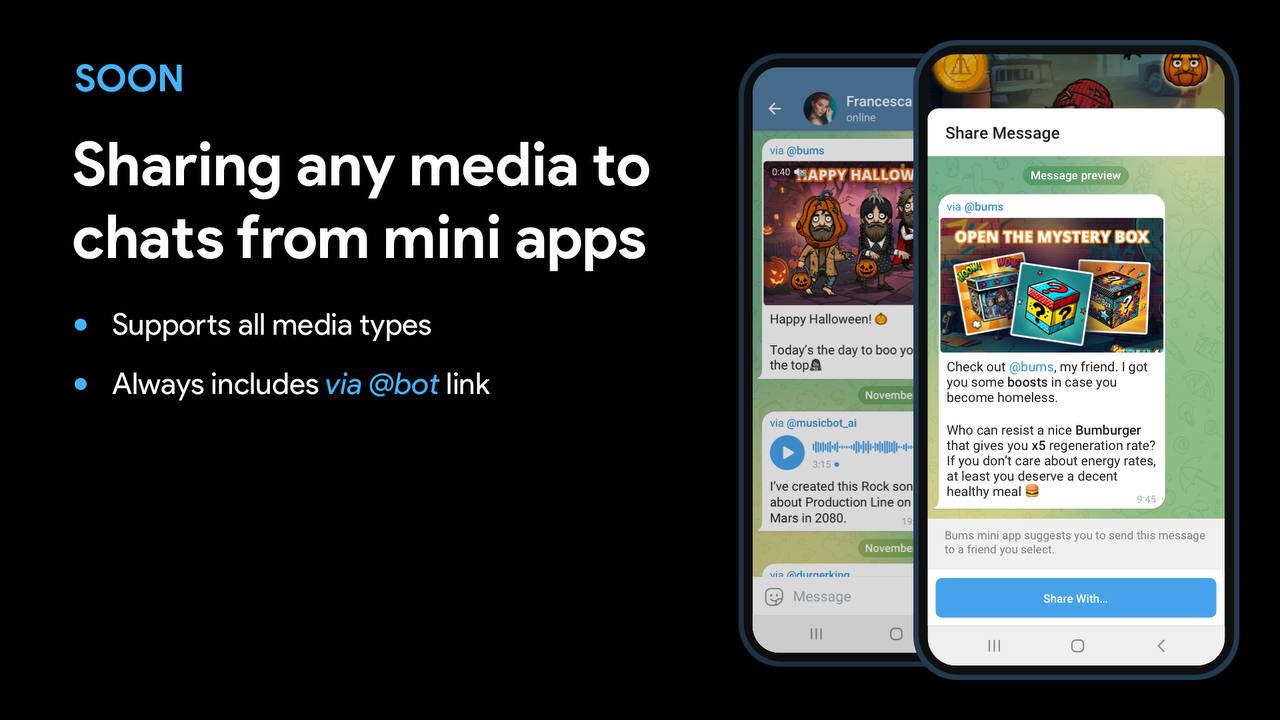 SOON
Sharing any media to
chats from mini apps
Supports all media types
Always includes via @bot link
Francesca
online
via @bums
0:40
HAPPY HALLOW
Happy Halloween! 🎃
Today's the day to boo yo
the top
November
via @musicbot_ai
3:15
I've created this Rock son
about Production Line on
Mars in 2080.
19
November
via @durgerking
Message
Share Message
Message preview
via @bums
OPEN THE MYSTERY BOX
Check out @bums, my friend. I got
you some boosts in case you
become homeless.
Who can resist a nice Bumburger
that gives you x5 regeneration rate?
If you don't care about energy rates,
at least you deserve a decent
healthy meal 🍔
9:45
Bums mini app suggests you to send this message
to a friend you select.
Share With...